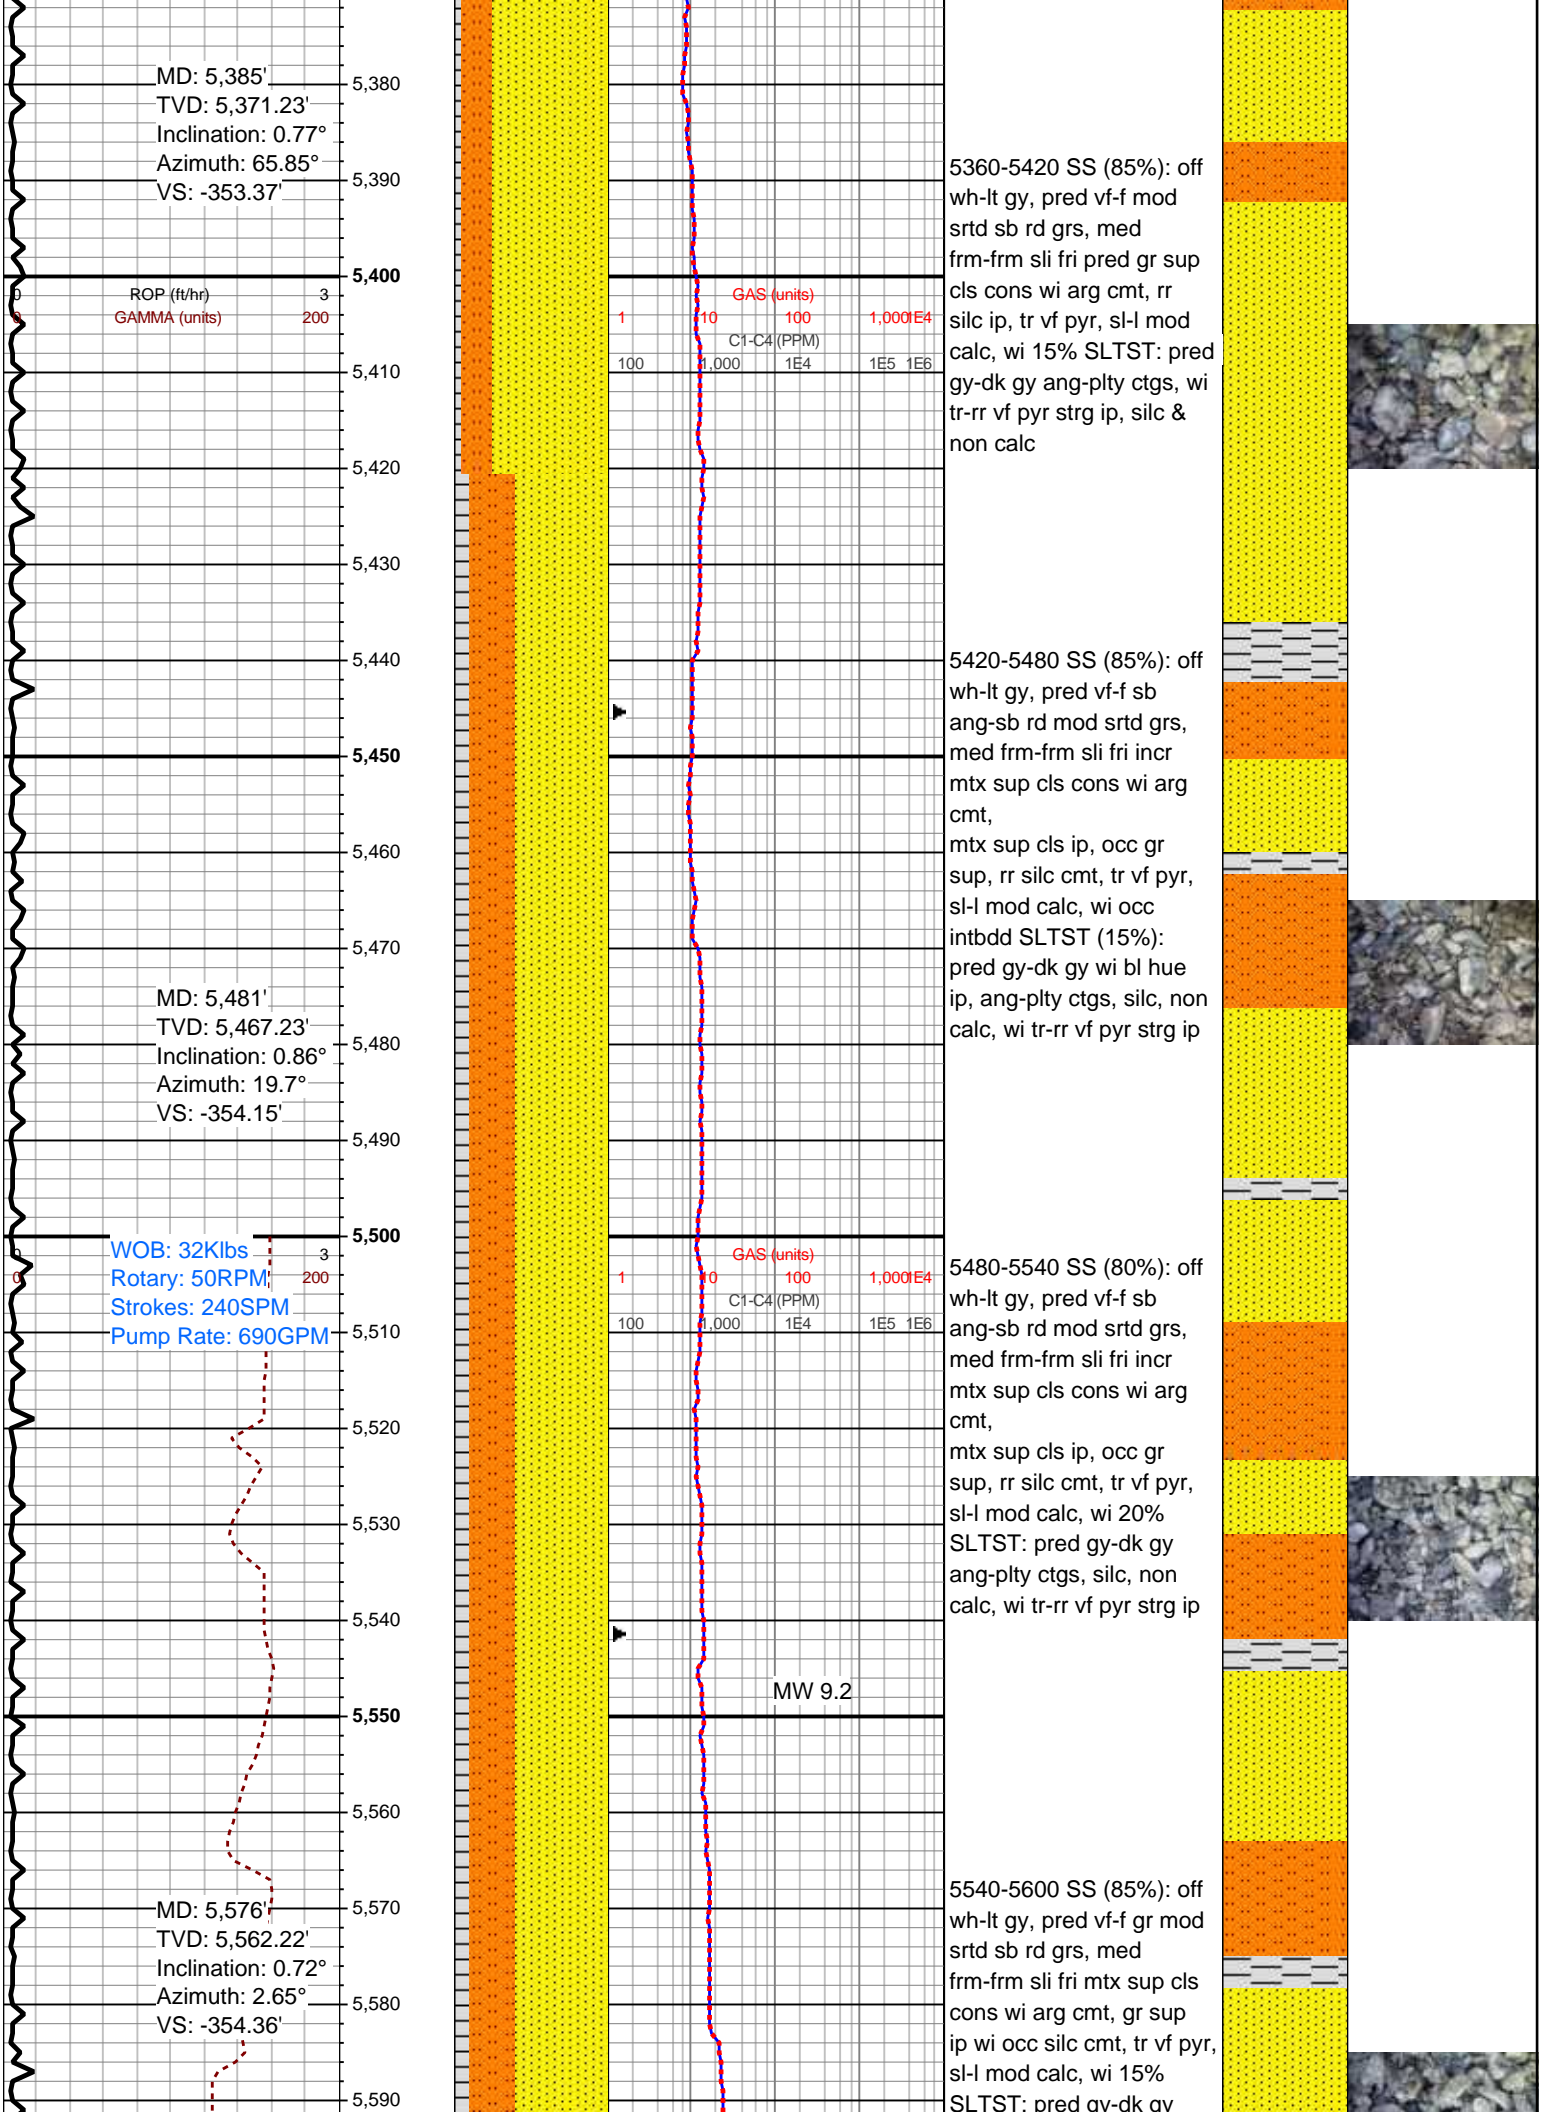 MD: 5,385'
TVD: 5,371.23'
Inclination: 0.77°
Azimuth: 65.85°
VS: -353.37'
0 ROP (ft/hr) 3
0 GAMMA (units) 200
MD: 5,481'
TVD: 5,467.23'
Inclination: 0.86°
Azimuth: 19.7°
VS: -354.15'
WOB: 32Klbs
Rotary: 50RPM
Strokes: 240SPM
Pump Rate: 690GPM
0 3
0 200
MD: 5,576'
TVD: 5,562.22'
Inclination: 0.72°
Azimuth: 2.65°
VS: -354.36'
5,380
5,390
5,400
5,410
5,420
5,430
5,440
5,450
5,460
5,470
5,480
5,490
5,500
5,510
5,520
5,530
5,540
5,550
5,560
5,570
5,580
5,590
GAS (units)
1 10 100 1,000 1E4
C1-C4 (PPM)
100 1,000 1E4 1E5 1E6
GAS (units)
1 10 100 1,000 1E4
C1-C4 (PPM)
100 1,000 1E4 1E5 1E6
MW 9.2
5360-5420 SS (85%): off
wh-lt gy, pred vf-f mod
srtd sb rd grs, med
frm-frm sli fri pred gr sup
cls cons wi arg cmt, rr
silc ip, tr vf pyr, sl-l mod
calc, wi 15% SLTST: pred
gy-dk gy ang-plty ctgs, wi
tr-rr vf pyr strg ip, silc &
non calc
5420-5480 SS (85%): off
wh-lt gy, pred vf-f sb
ang-sb rd mod srtd grs,
med frm-frm sli fri incr
mtx sup cls cons wi arg
cmt,
mtx sup cls ip, occ gr
sup, rr silc cmt, tr vf pyr,
sl-l mod calc, wi occ
intbdd SLTST (15%):
pred gy-dk gy wi bl hue
ip, ang-plty ctgs, silc, non
calc, wi tr-rr vf pyr strg ip
5480-5540 SS (80%): off
wh-lt gy, pred vf-f sb
ang-sb rd mod srtd grs,
med frm-frm sli fri incr
mtx sup cls cons wi arg
cmt,
mtx sup cls ip, occ gr
sup, rr silc cmt, tr vf pyr,
sl-l mod calc, wi 20%
SLTST: pred gy-dk gy
ang-plty ctgs, silc, non
calc, wi tr-rr vf pyr strg ip
5540-5600 SS (85%): off
wh-lt gy, pred vf-f gr mod
srtd sb rd grs, med
frm-frm sli fri mtx sup cls
cons wi arg cmt, gr sup
ip wi occ silc cmt, tr vf pyr,
sl-l mod calc, wi 15%
SLTST: pred gy-dk gy